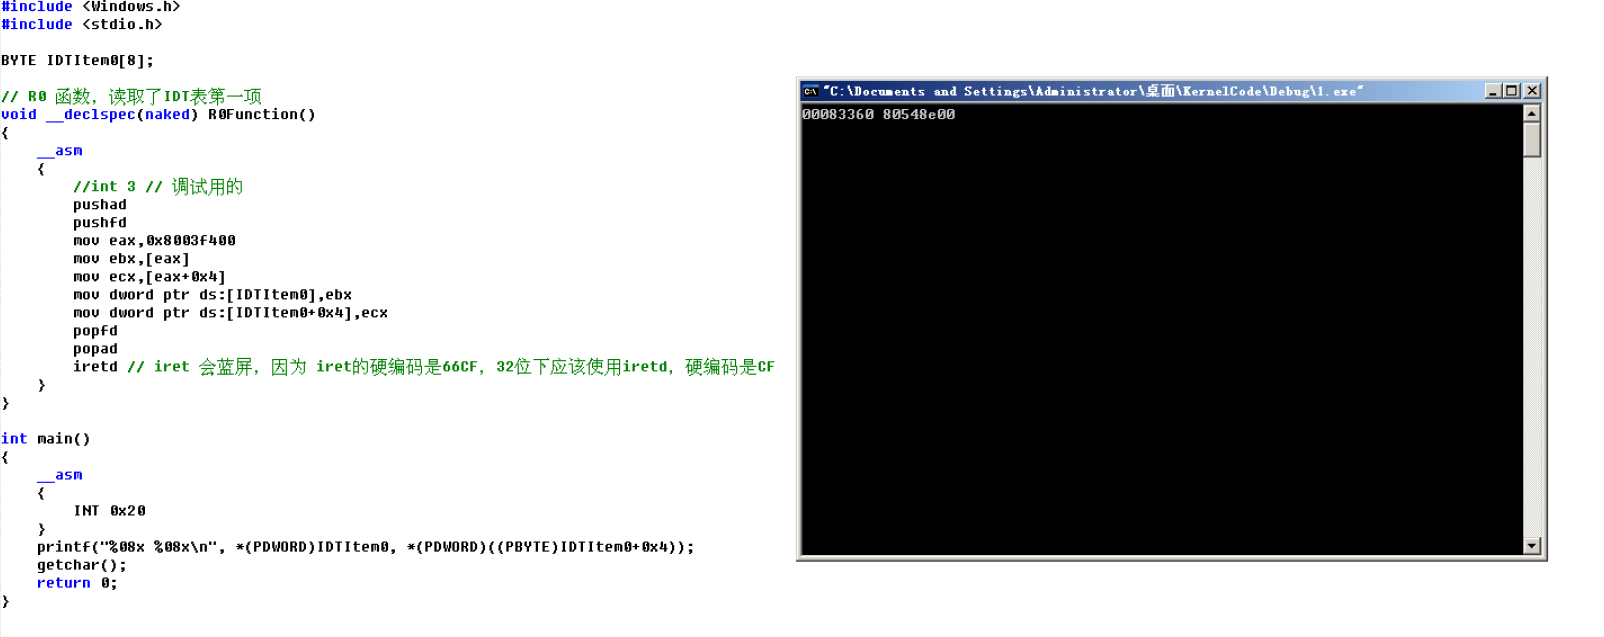 #include <Windows.h>
#include <stdio.h>
BYTE IDTItem0[8];
// R0 函数，读取了IDT表第一项
void __declspec(naked) R0Function()
{
    __asm
    {
        //int 3 // 调试用的
        pushad
        pushfd
        mov eax,0x8003f400
        mov ebx,[eax]
        mov ecx,[eax+0x4]
        mov dword ptr ds:[IDTItem0],ebx
        mov dword ptr ds:[IDTItem0+0x4],ecx
        popfd
        popad
        iretd // iret 会蓝屏，因为 iret的硬编码是66CF，32位下应该使用iretd，硬编码是CF
    }
}
int main()
{
    __asm
    {
        INT 0x20
    }
    printf("%08x %08x\n", *(PDWORD)IDTItem0, *(PDWORD)((PBYTE)IDTItem0+0x4));
    getchar();
    return 0;
}
"C:\Documents and Settings\Administrator\桌面\KernelCode\Debug\1.exe"
00083360 80548e00